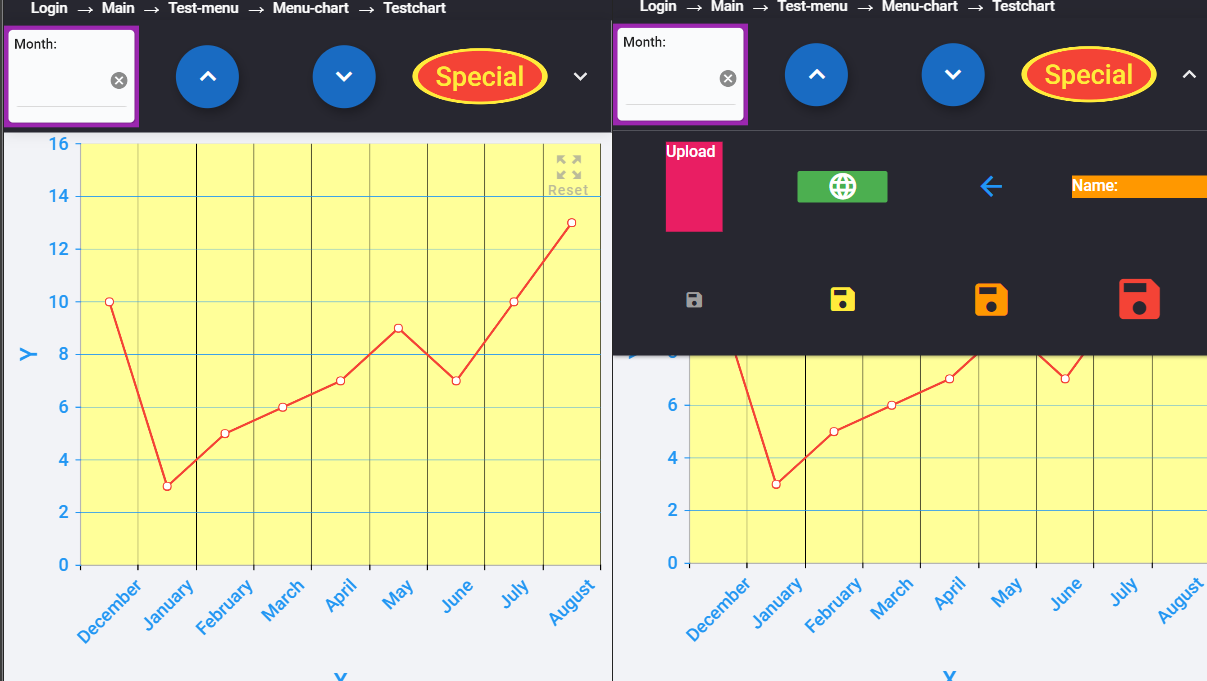 Login → Main → Test-menu → Menu-chart → Testchart
Month:
Special
16
14
12
10
8
6
4
2
0
Y
Reset
December
January
February
March
April
May
June
July
August
X
Login → Main → Test-menu → Menu-chart → Testchart
Month:
Special
Upload
Name:
6
4
2
0
December
January
February
March
April
May
June
July
August
X